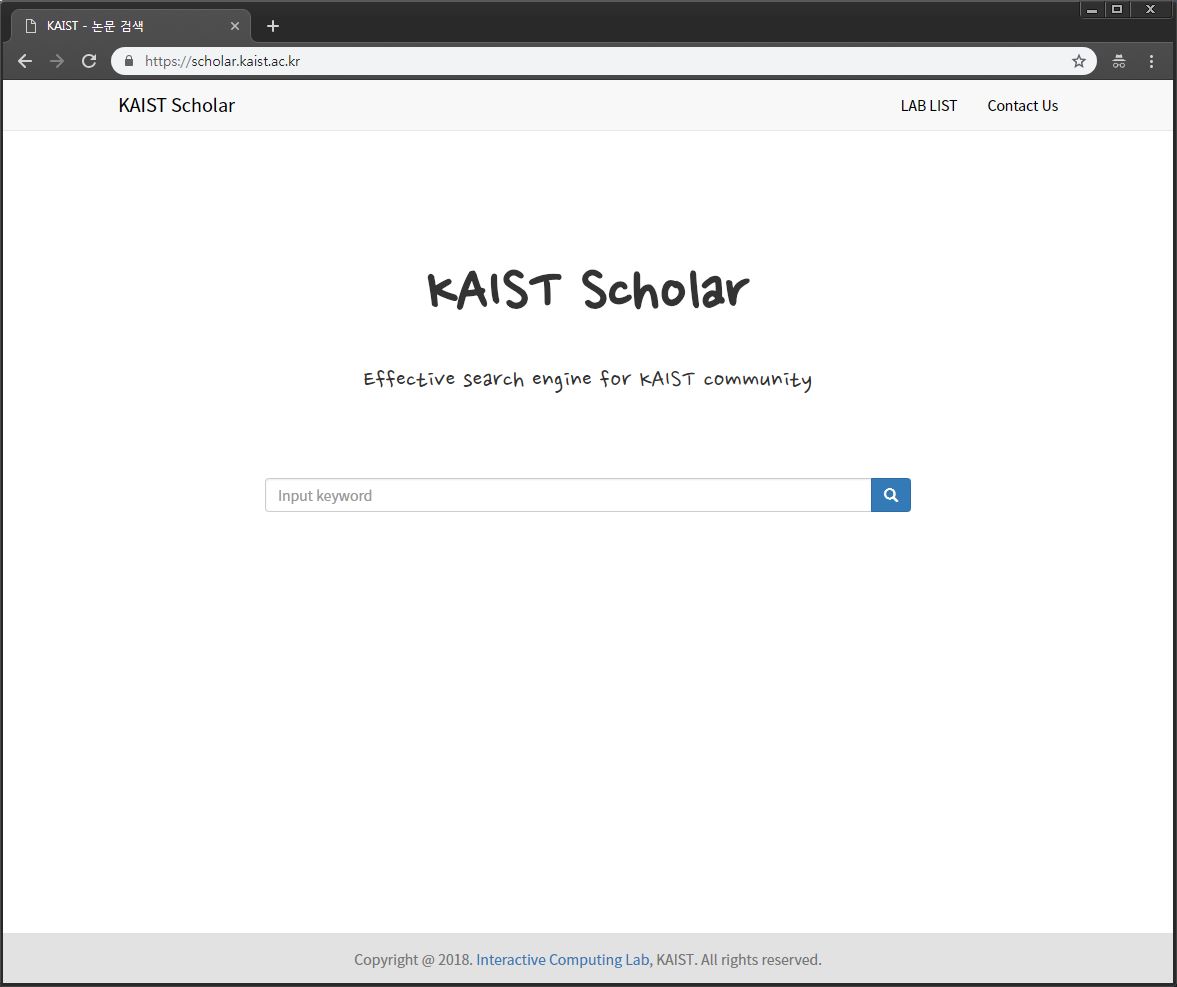 KAIST - 논문 검색
https://scholar.kaist.ac.kr
KAIST Scholar
LAB LIST
Contact Us
KAIST Scholar
Effective search engine for KAIST community
Input keyword
Copyright @ 2018. Interactive Computing Lab, KAIST. All rights reserved.